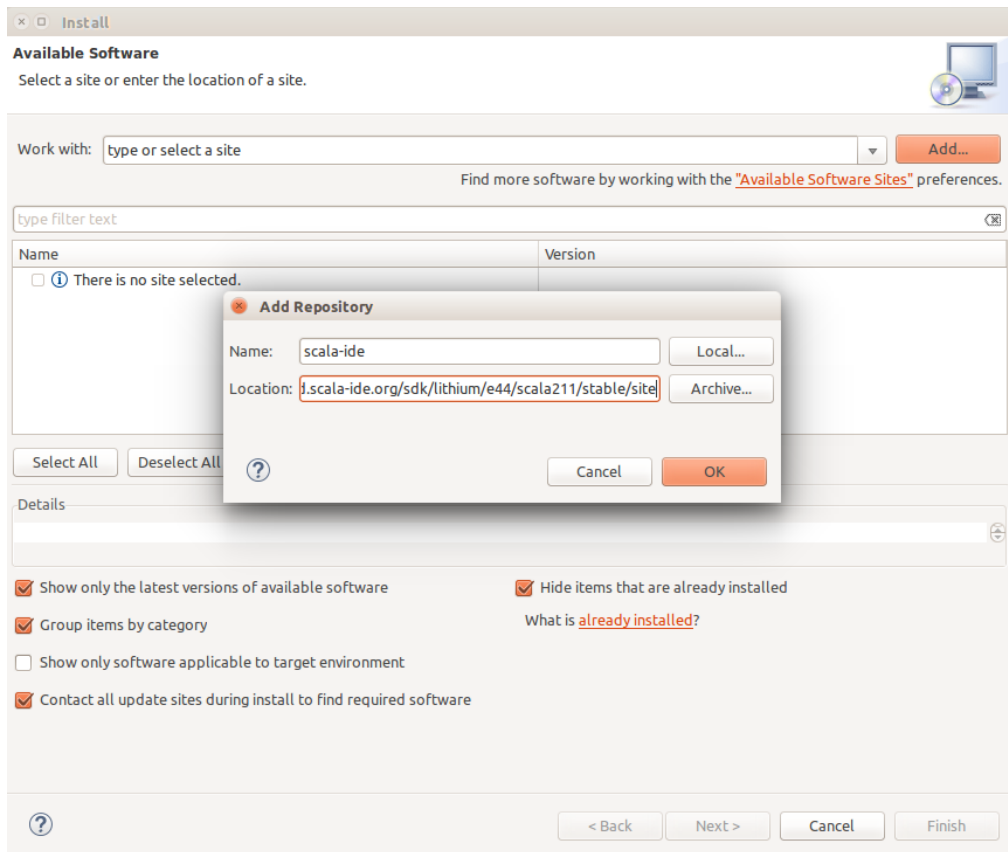 Install
Available Software
Select a site or enter the location of a site.
Work with: type or select a site Add...
Find more software by working with the "Available Software Sites" preferences.
type filter text
Name Version
There is no site selected.
Add Repository
Name: scala-ide Local...
Location: .scala-ide.org/sdk/lithium/e44/scala211/stable/site Archive...
Cancel OK
Select All Deselect All
Details
Show only the latest versions of available software Hide items that are already installed
Group items by category What is already installed?
Show only software applicable to target environment
Contact all update sites during install to find required software
< Back Next > Cancel Finish